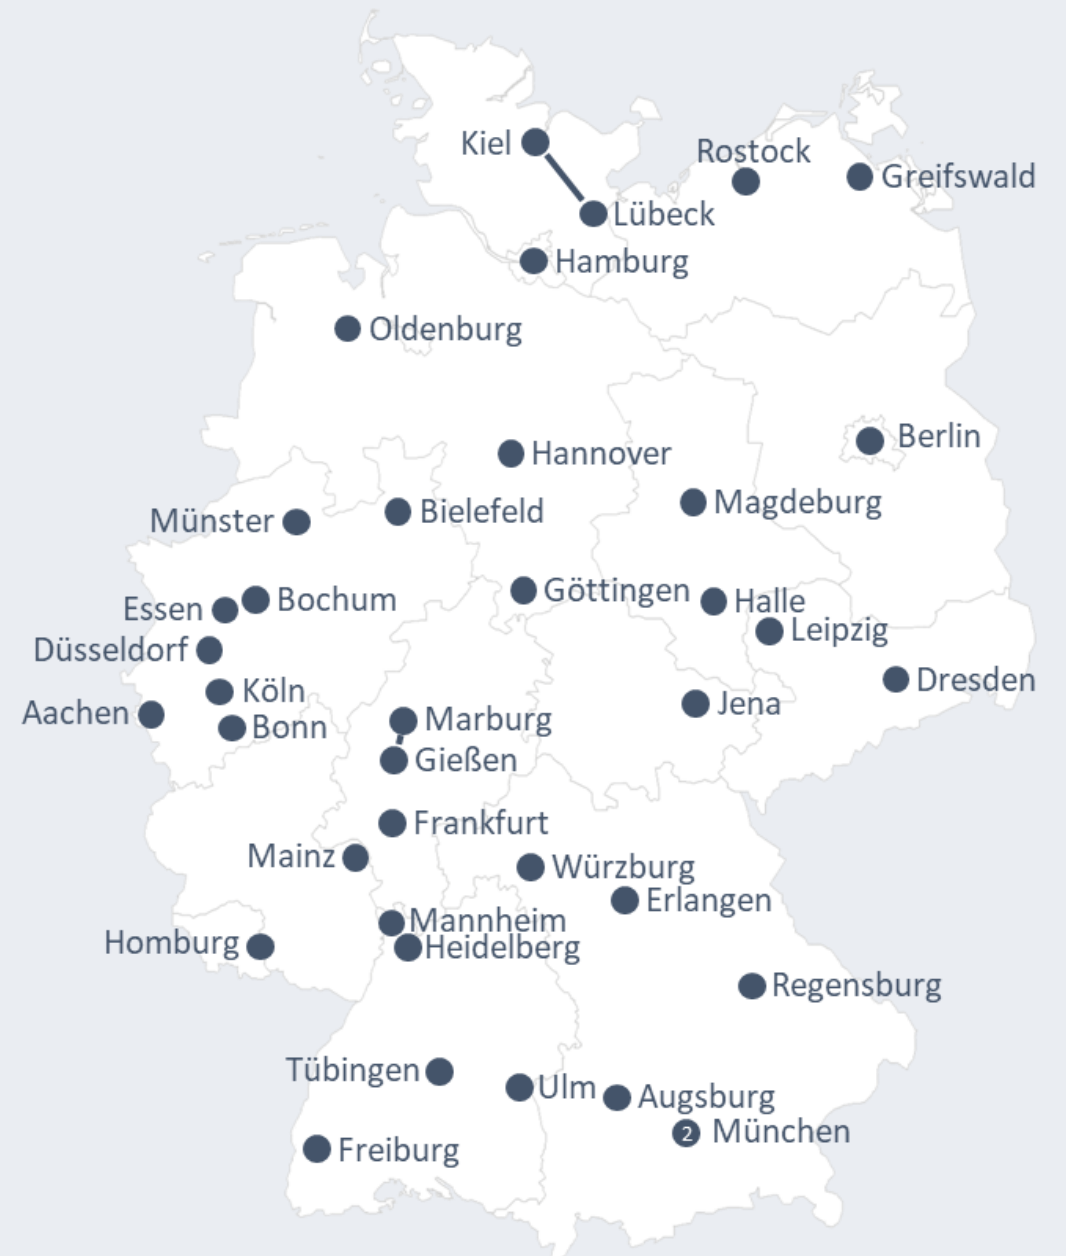 Kiel
Rostock
Greifswald
Lübeck
Hamburg
Oldenburg
Berlin
Hannover
Magdeburg
Münster
Bielefeld
Göttingen
Halle
Essen
Bochum
Leipzig
Düsseldorf
Dresden
Köln
Aachen
Jena
Marburg
Bonn
Gießen
Frankfurt
Mainz
Würzburg
Erlangen
Mannheim
Homburg
Heidelberg
Regensburg
Tübingen
Ulm
Augsburg
2 München
Freiburg